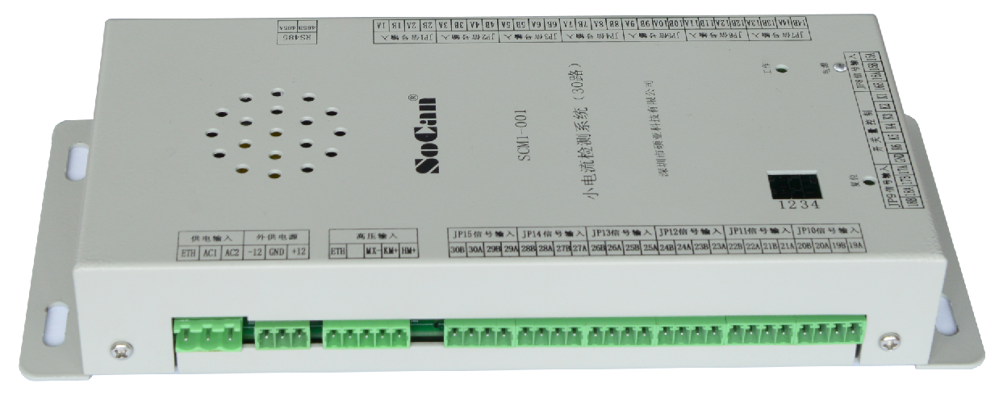 RS485
485B 485A
JP1信号输入 JP2信号输入 JP3信号输入 JP4信号输入 JP5信号输入 JP6信号输入 JP7信号输入
1A 1B 2A 2B 3A 3B 4A 4B 5A 5B 6A 6B 7A 7B 8A 8B 9A 9B 10A 10B 11A 11B 12A 12B 13A 13B 14A 14B
SoCan®
SCM1-001
小电流检测系统（30路）
深圳市硕亚科技有限公司
工作
电源
复位
1234
JP9信号输入 开关量控制 JP8信号输入
18B 18A 17B 17A GND K6 K5 K4 K3 K2 K1 16B 16A 15B 15A
供电输入 外供电源
ETH AC1 AC2 -12 GND +12
高压输入
ETH MX- KM+ HM+
JP15信号输入 JP14信号输入 JP13信号输入 JP12信号输入 JP11信号输入 JP10信号输入
30B 30A 29B 29A 28B 28A 27B 27A 26B 26A 25B 25A 24B 24A 23B 23A 22B 22A 21B 21A 20B 20A 19B 19A